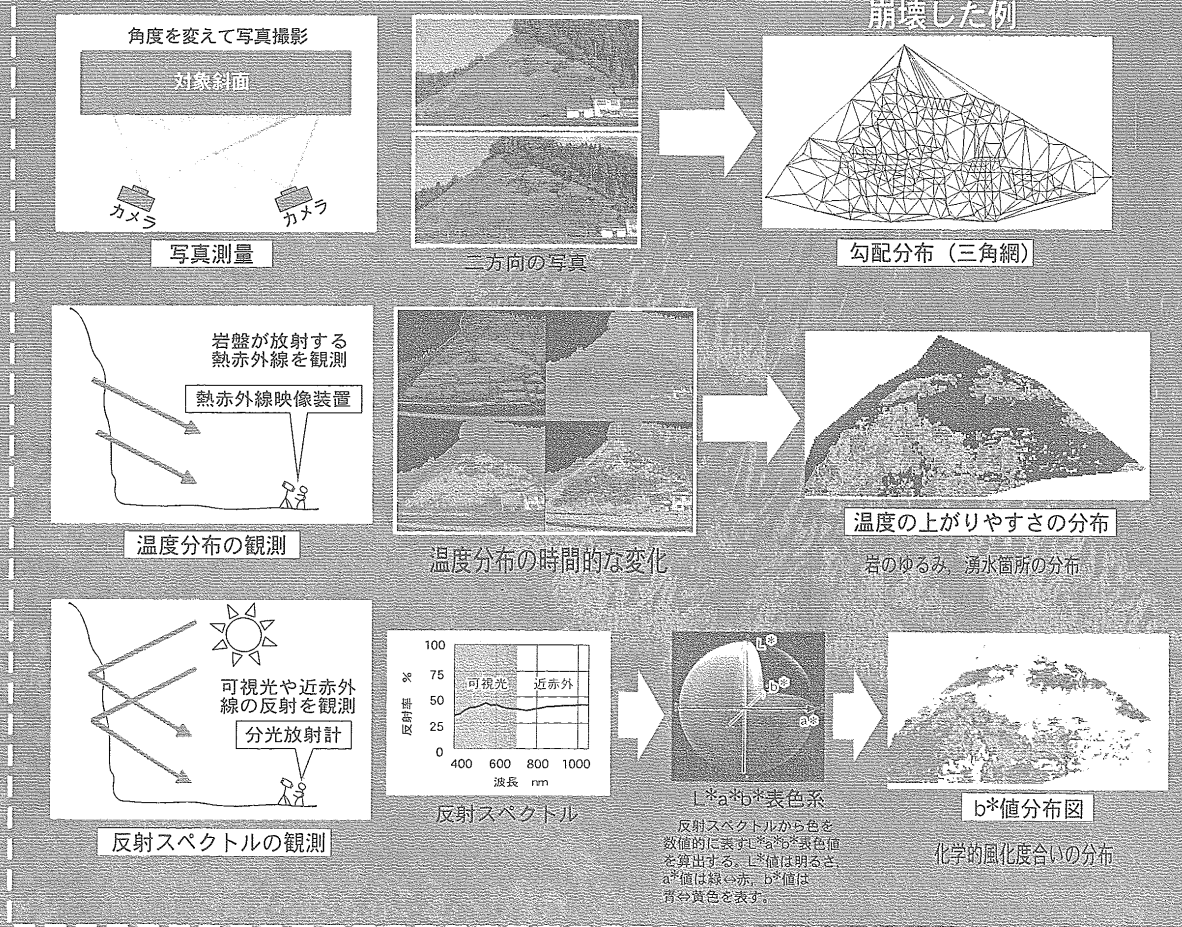 崩壊した例
角度を変えて写真撮影
対象斜面
カメラ
カメラ
写真測量
二方向の写真
勾配分布（三角網）
岩盤が放射する
熱赤外線を観測
熱赤外線映像装置
温度分布の観測
温度分布の時間的な変化
温度の上がりやすさの分布
岩のゆるみ，湧水箇所の分布
可視光や近赤外
線の反射を観測
分光放射計
反射スペクトルの観測
反射率 %
100
75
50
25
0
可視光
近赤外
400 600 800 1000
波長 nm
反射スペクトル
L*
b*
a*
L*a*b*表色系
反射スペクトルから色を
数値的に表すL*a*b*表色値
を算出する。L*値は明るさ，
a*値は緑⇔赤，b*値は
青⇔黄色を表す。
b*値分布図
化学的風化度合いの分布